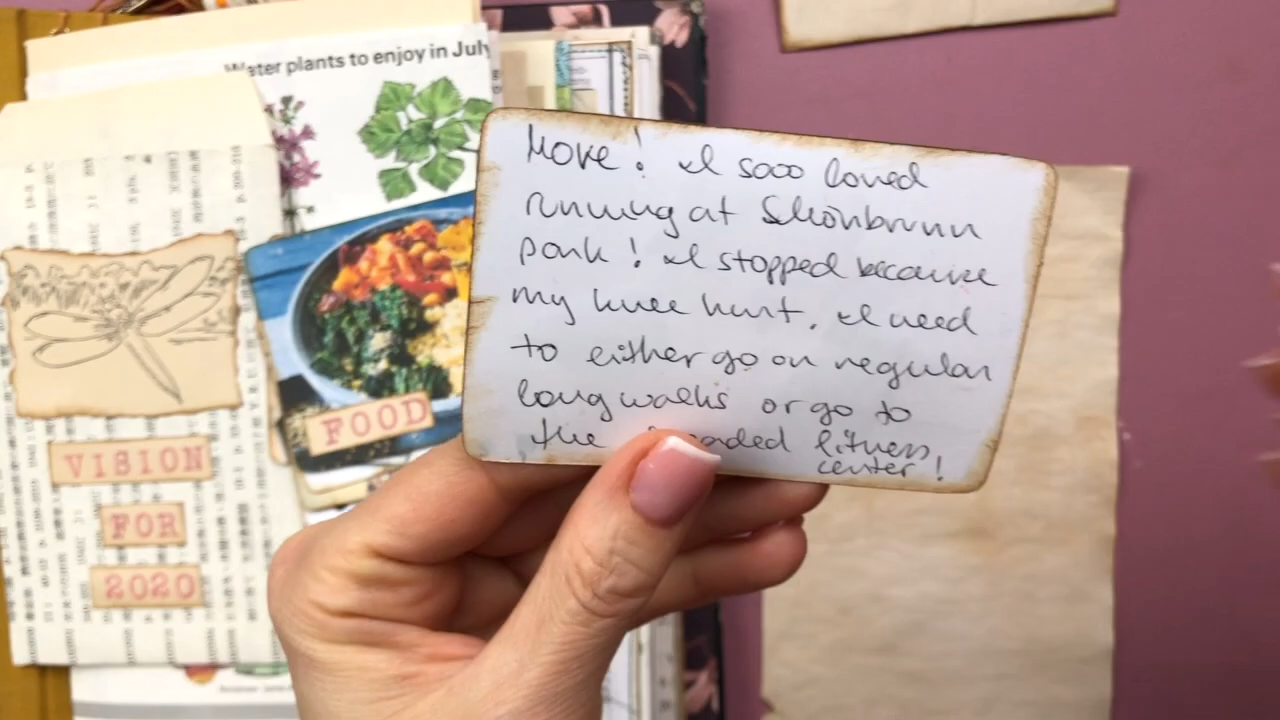 Water plants to enjoy in July
Move! I sooo loved
running at Schönbrunn
park! I stopped because
my knee hurt. I need
to either go on regular
long walks or go to
the fitness
center!
FOOD
VISION
FOR
2020